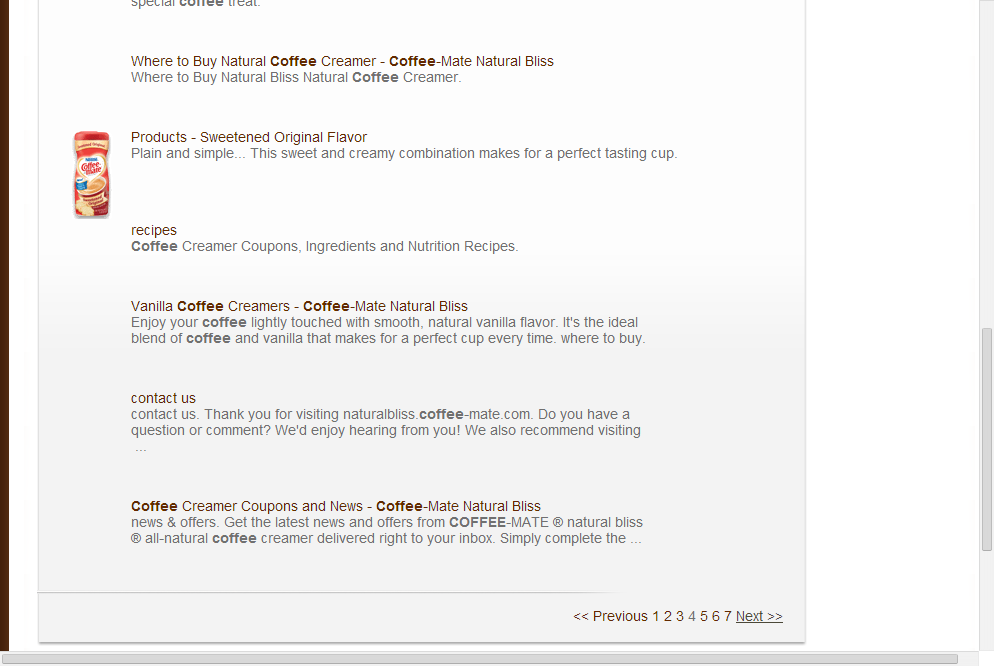 special coffee treat.
Where to Buy Natural Coffee Creamer - Coffee-Mate Natural Bliss
Where to Buy Natural Bliss Natural Coffee Creamer.
Products - Sweetened Original Flavor
Plain and simple... This sweet and creamy combination makes for a perfect tasting cup.
Coffee-mate
recipes
Coffee Creamer Coupons, Ingredients and Nutrition Recipes.
Vanilla Coffee Creamers - Coffee-Mate Natural Bliss
Enjoy your coffee lightly touched with smooth, natural vanilla flavor. It's the ideal
blend of coffee and vanilla that makes for a perfect cup every time. where to buy.
contact us
contact us. Thank you for visiting naturalbliss.coffee-mate.com. Do you have a
question or comment? We'd enjoy hearing from you! We also recommend visiting
...
Coffee Creamer Coupons and News - Coffee-Mate Natural Bliss
news & offers. Get the latest news and offers from COFFEE-MATE ® natural bliss
® all-natural coffee creamer delivered right to your inbox. Simply complete the ...
<< Previous 1 2 3 4 5 6 7 Next >>